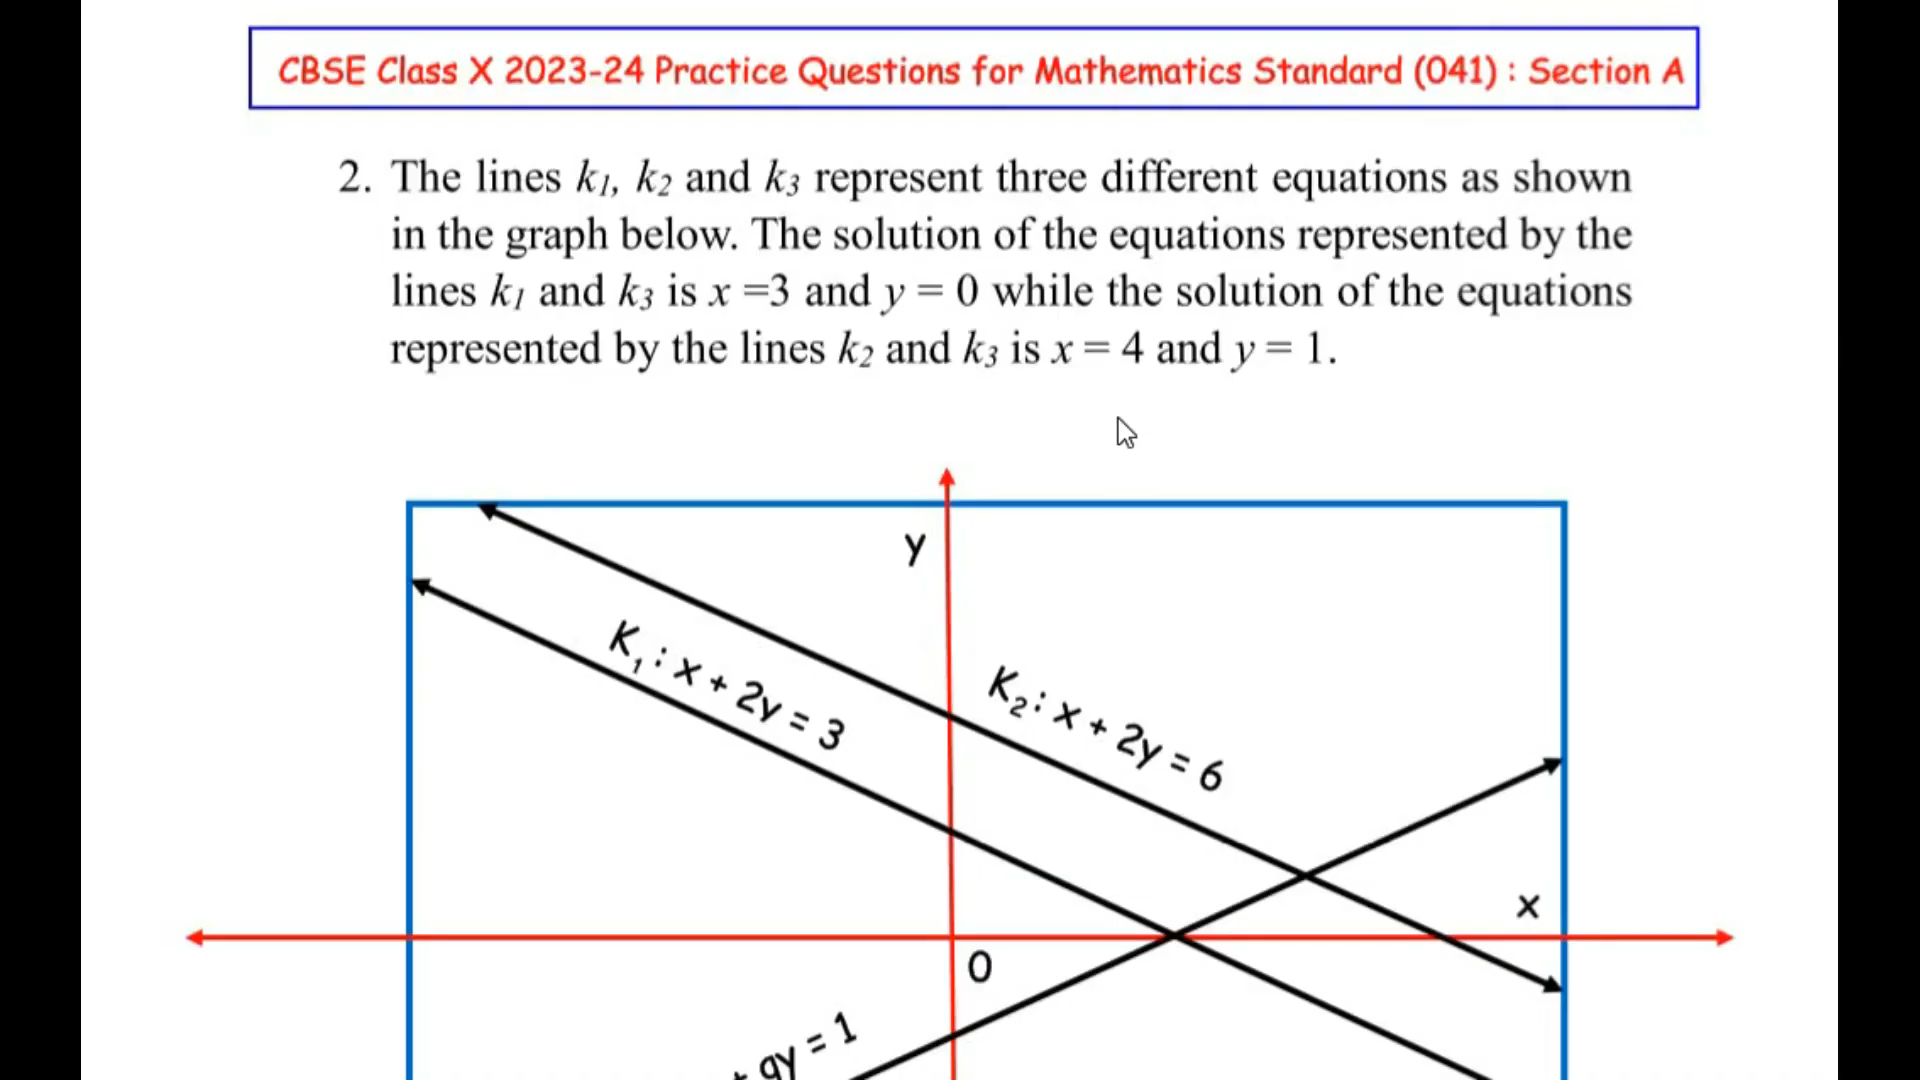 CBSE Class X 2023-24 Practice Questions for Mathematics Standard (041) : Section A
2. The lines k1, k2 and k3 represent three different equations as shown
in the graph below. The solution of the equations represented by the
lines k1 and k3 is x =3 and y = 0 while the solution of the equations
represented by the lines k2 and k3 is x = 4 and y = 1.
y
K1 : x + 2y = 3
K2 : x + 2y = 6
x
0
+ qy = 1